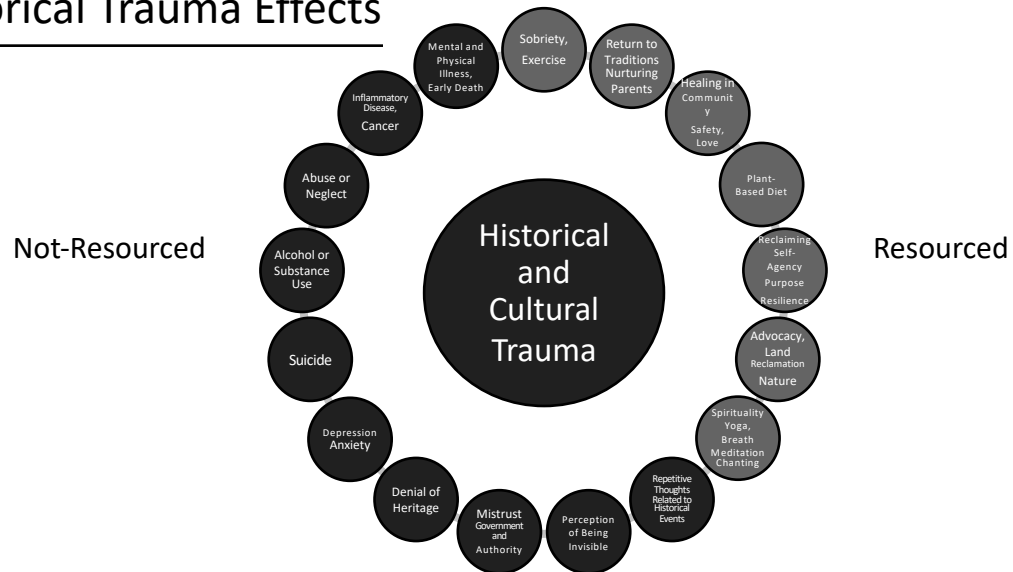 orical Trauma Effects
Sobriety,
Exercise
Return to
Traditions
Nurturing
Parents
Healing in
Communit
y
Safety,
Love
Plant-
Based Diet
Reclaiming
Self-
Agency
Purpose
Resilience
Advocacy,
Land
Reclamation
Nature
Spirituality
Yoga,
Breath
Meditation
Chanting
Repetitive
Thoughts
Related to
Historical
Events
Perception
of Being
Invisible
Mistrust
Government
and
Authority
Denial of
Heritage
Depression
Anxiety
Suicide
Alcohol or
Substance
Use
Abuse or
Neglect
Inflammatory
Disease,
Cancer
Mental and
Physical
Illness,
Early Death
Historical
and
Cultural
Trauma
Not-Resourced
Resourced